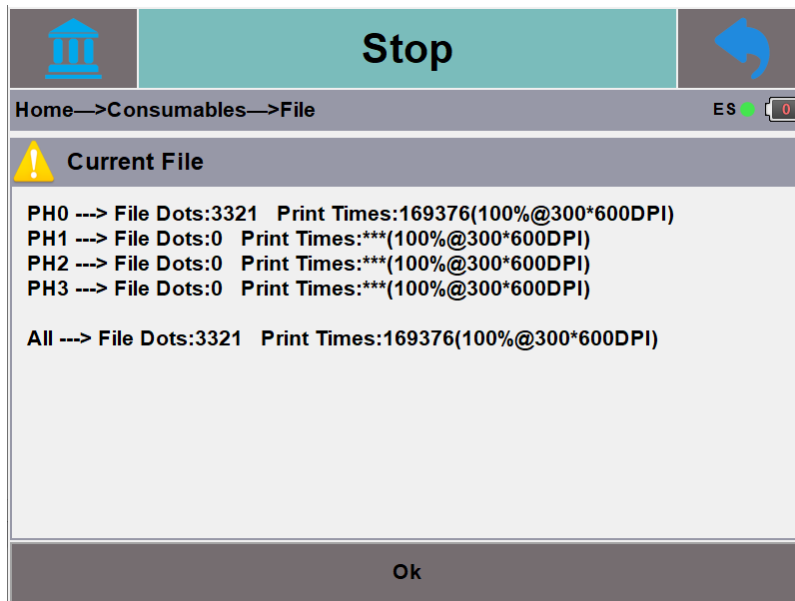 Stop
Home—>Consumables—>File ES 0
Current File
PH0 ---> File Dots:3321 Print Times:169376(100%@300*600DPI)
PH1 ---> File Dots:0 Print Times:***(100%@300*600DPI)
PH2 ---> File Dots:0 Print Times:***(100%@300*600DPI)
PH3 ---> File Dots:0 Print Times:***(100%@300*600DPI)
All ---> File Dots:3321 Print Times:169376(100%@300*600DPI)
Ok